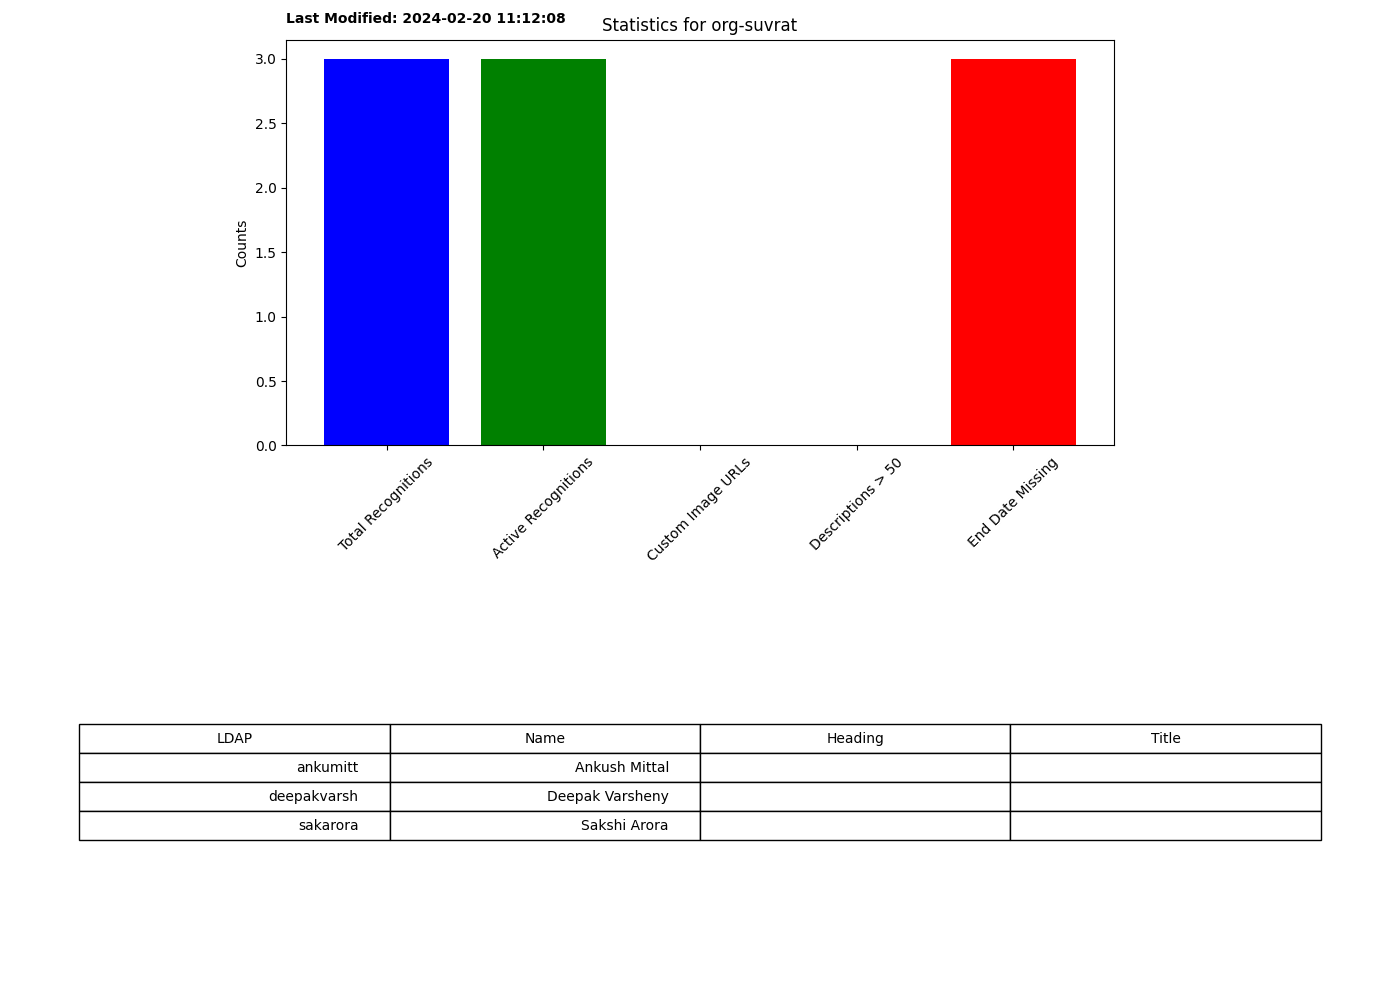 Last Modified: 2024-02-20 11:12:08
Statistics for org-suvrat
Counts
3.0
2.5
2.0
1.5
1.0
0.5
0.0
Total Recognitions
Active Recognitions
Custom Image URLs
Descriptions > 50
End Date Missing
LDAP Name Heading Title
ankumitt Ankush Mittal
deepakvarsh Deepak Varsheny
sakarora Sakshi Arora